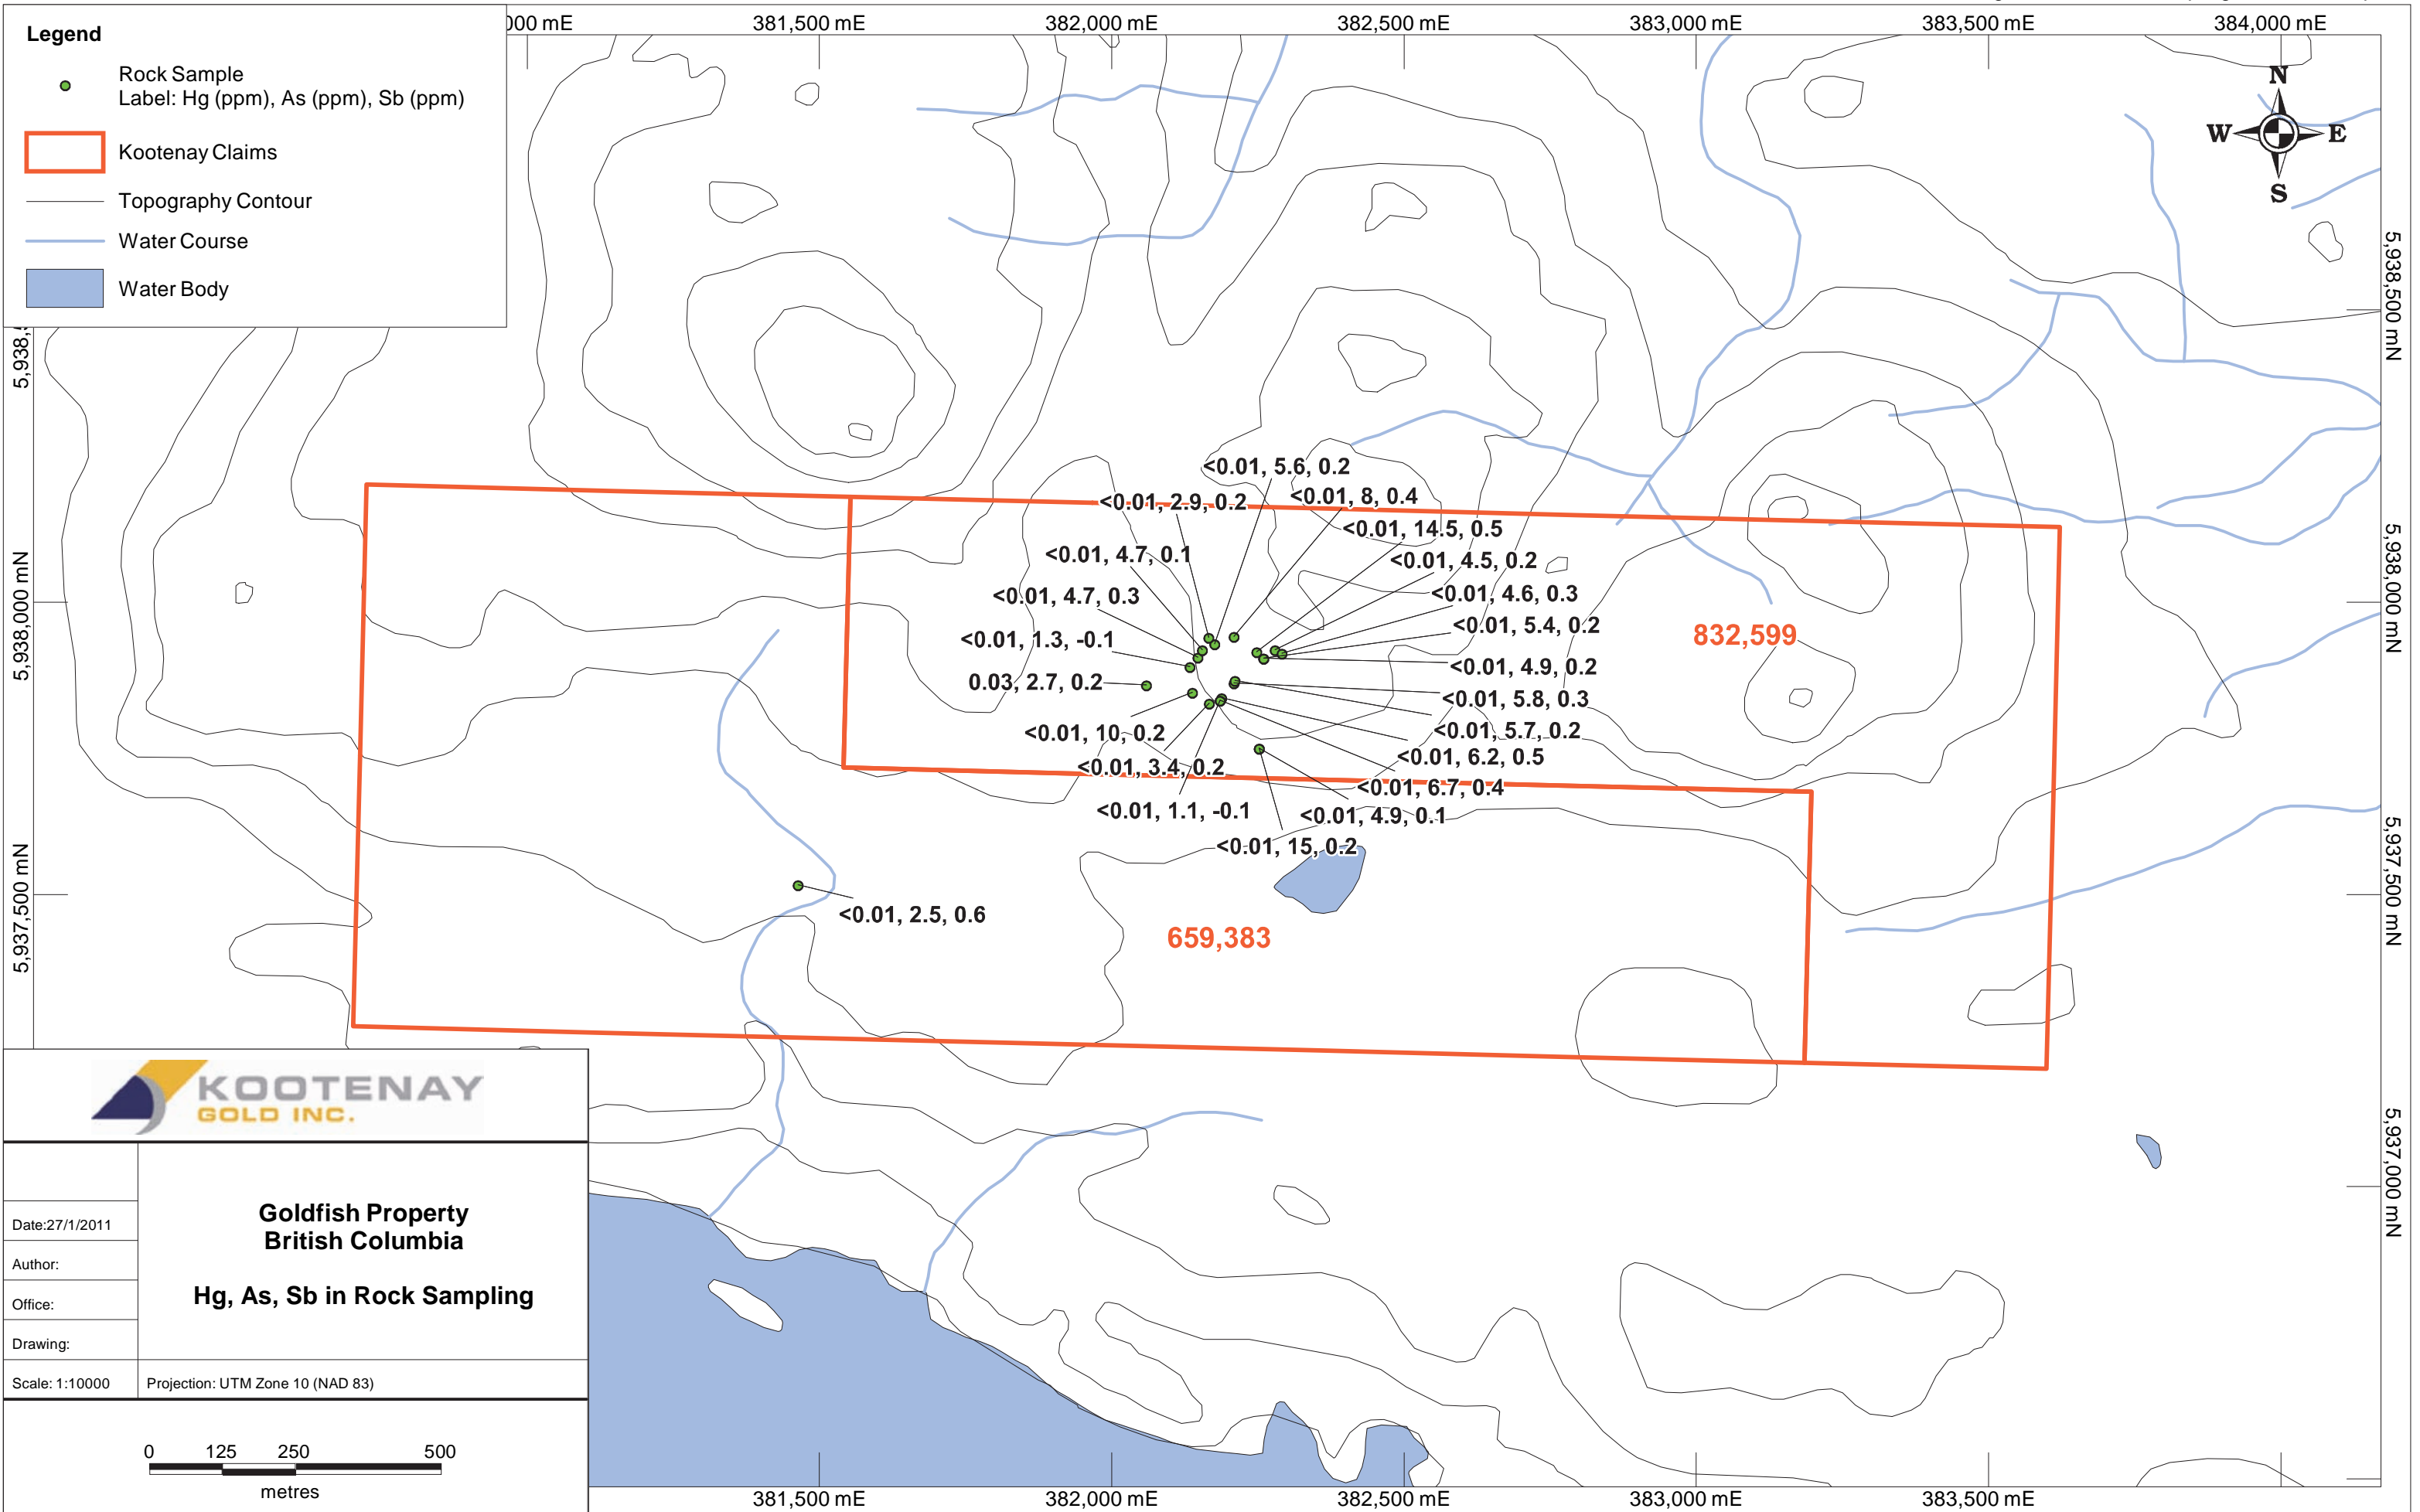 000 mE
381,500 mE
382,000 mE
382,500 mE
383,000 mE
383,500 mE
384,000 mE
Legend
Rock Sample
Label: Hg (ppm), As (ppm), Sb (ppm)
Kootenay Claims
Topography Contour
Water Course
Water Body
N
W
E
S
5,938,500 mN
5,938,
<0.01, 5.6, 0.2
<0.01, 8, 0.4
<0.01, 2.9, 0.2
<0.01, 14.5, 0.5
<0.01, 4.7, 0.1
<0.01, 4.5, 0.2
<0.01, 4.7, 0.3
<0.01, 4.6, 0.3
5,938,000 mN
5,938,000 mN
<0.01, 5.4, 0.2
832,599
<0.01, 1.3, -0.1
<0.01, 4.9, 0.2
0.03, 2.7, 0.2
<0.01, 5.8, 0.3
<0.01, 10, 0.2
<0.01, 5.7, 0.2
<0.01, 6.2, 0.5
<0.01, 3.4, 0.2
<0.01, 6.7, 0.4
<0.01, 1.1, -0.1
<0.01, 4.9, 0.1
<0.01, 15, 0.2
5,937,500 mN
5,937,500 mN
<0.01, 2.5, 0.6
659,383
5,937,000 mN
KOOTENAY
GOLD INC.
Goldfish Property
British Columbia
Hg, As, Sb in Rock Sampling
Date:27/1/2011
Author:
Office:
Drawing:
Scale: 1:10000
Projection: UTM Zone 10 (NAD 83)
0 125 250 500
metres
381,500 mE
382,000 mE
382,500 mE
383,000 mE
383,500 mE